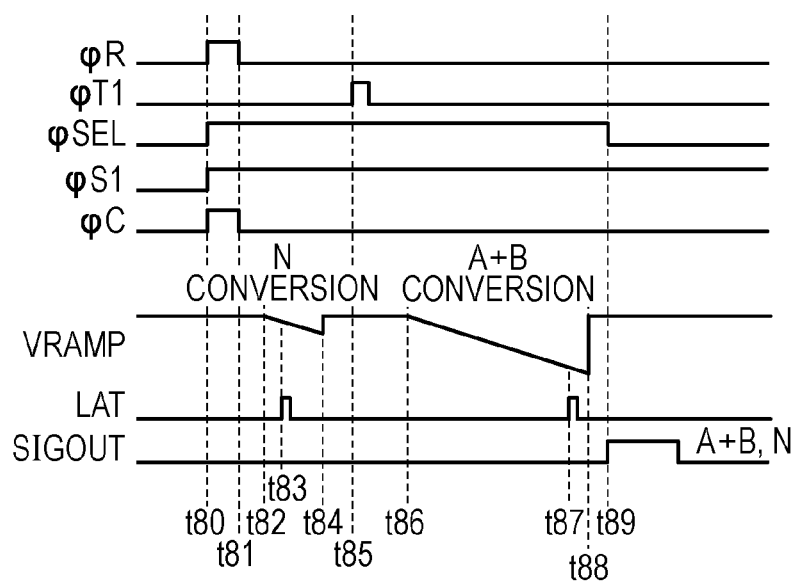 φR
φT1
φSEL
φS1
φC
N
CONVERSION
A+B
CONVERSION
VRAMP
LAT
SIGOUT
A+B, N
t80
t81
t82
t83
t84
t85
t86
t87
t88
t89